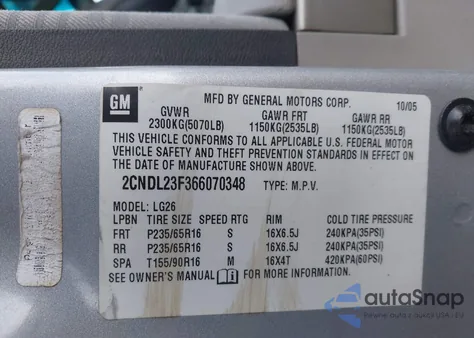 GM
MFD BY GENERAL MOTORS CORP. 10/05
GVWR GAWR FRT GAWR RR
2300KG(5070LB) 1150KG(2535LB) 1150KG(2535LB)
THIS VEHICLE CONFORMS TO ALL APPLICABLE U.S. FEDERAL MOTOR
VEHICLE SAFETY AND THEFT PREVENTION STANDARDS
IN EFFECT ON THE DATE OF MANUFACTURE SHOWN ABOVE.
2CNDL23F366070348 TYPE: M.P.V.
MODEL: LG26
LPBN TIRE SIZE SPEED RTG RIM COLD TIRE PRESSURE
FRT P235/65R16 S 16X6.5J 240KPA(35PSI)
RR P235/65R16 S 16X6.5J 240KPA(35PSI)
SPA T155/90R16 M 16X4T 420KPA(60PSI)
SEE OWNER'S MANUAL FOR MORE INFORMATION.
autoSnap